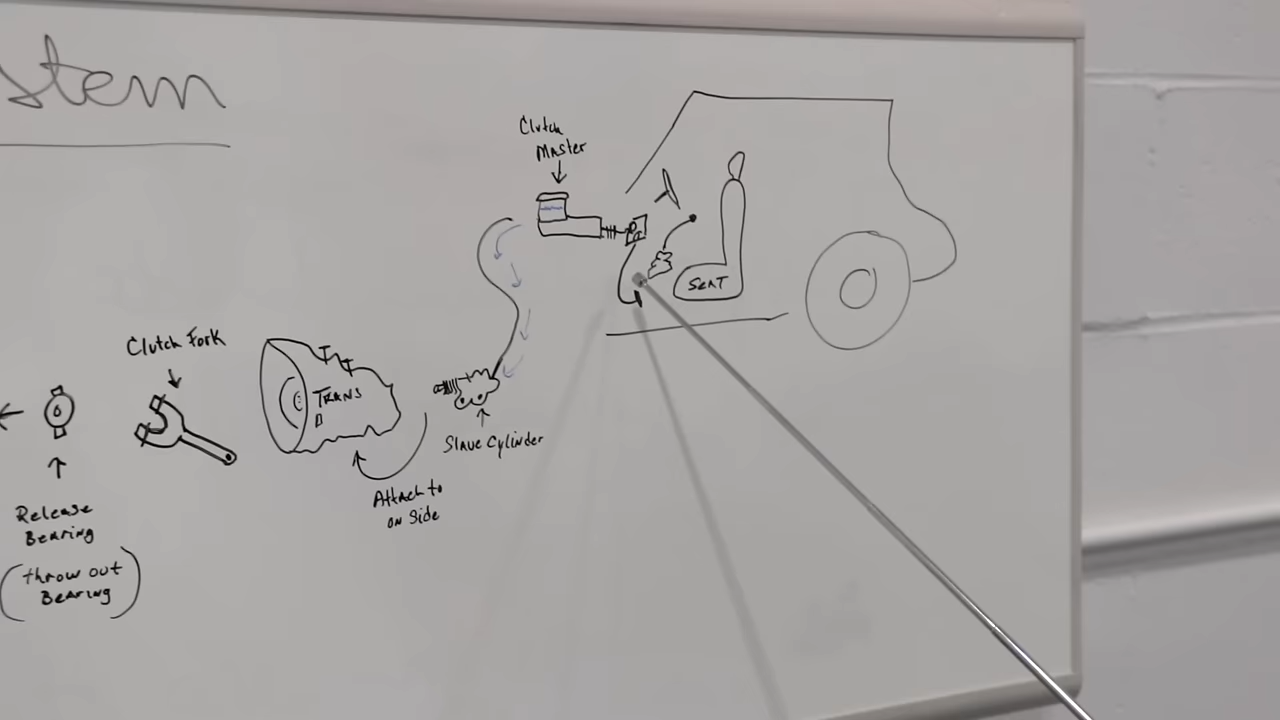 stem
Clutch
Master
Seat
Clutch Fork
Trans
Slave Cylinder
Attach to
on Side
Release
Bearing
(throw out
Bearing)